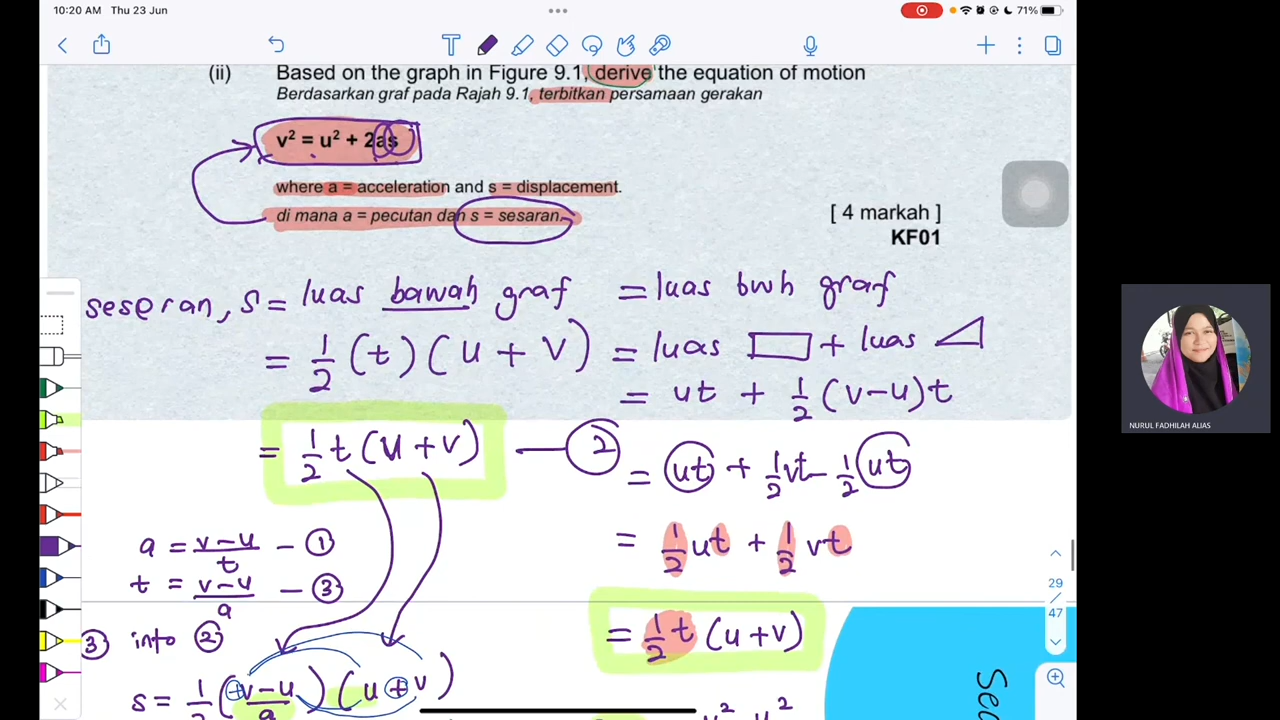 10:20 AM Thu 23 Jun
71%
(ii) Based on the graph in Figure 9.1, derive the equation of motion
Berdasarkan graf pada Rajah 9.1, terbitkan persamaan gerakan
v² = u² + 2as
where a = acceleration and s = displacement.
di mana a = pecutan dan s = sesaran.
[ 4 markah ]
KF01
seseran, s = luas bawah graf
= 1/2 (t) (u + v)
= 1/2 t (u + v) — ②
a = v-u/t - ①
t = v-u/a - ③
③ into ②
s = 1/2 (+v-u/a) (u + v)
= luas bwh graf
= luas + luas
= ut + 1/2 (v-u)t
= ut + 1/2 vt - 1/2 ut
= 1/2 ut + 1/2 vt
= 1/2 t (u+v)
29
/
47
NURUL FADHILAH ALIAS